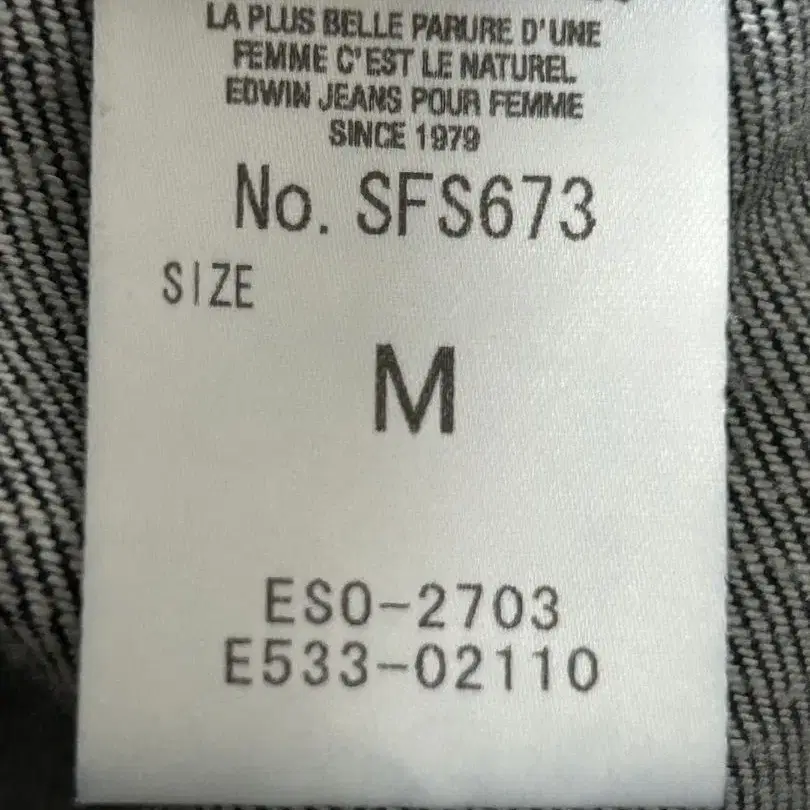 LA PLUS BELLE PARURE D'UNE
FEMME C'EST LE NATUREL
EDWIN JEANS POUR FEMME
SINCE 1979
No. SFS673
SIZE
M
ESO-2703
E533-02110